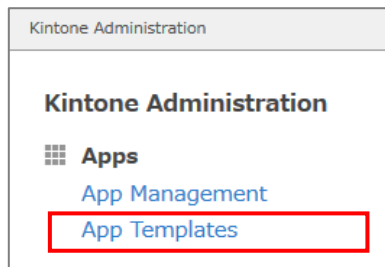 Kintone Administration
Kintone Administration
Apps
App Management
App Templates